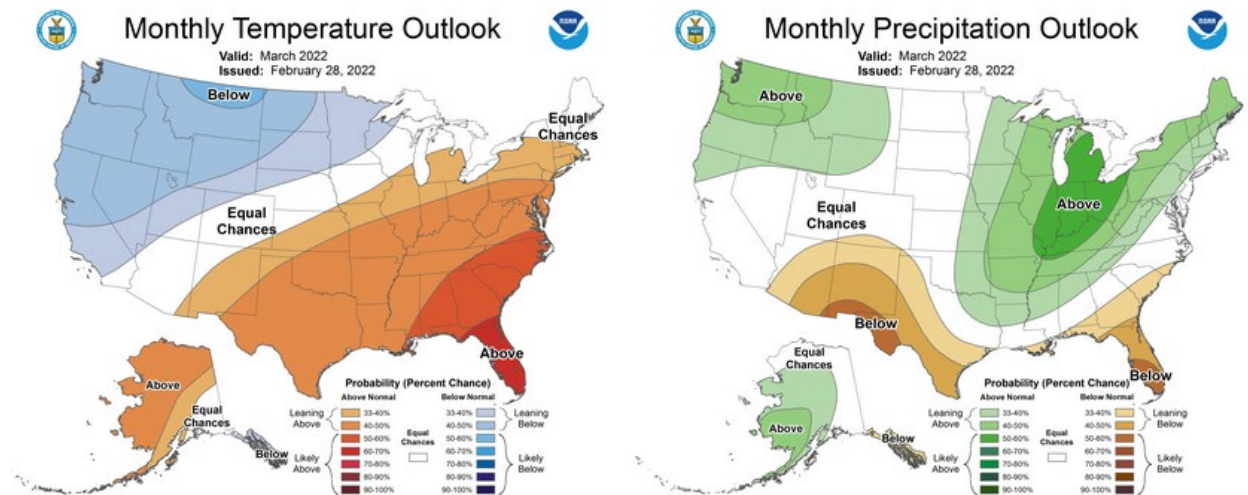 Monthly Temperature Outlook
Valid: March 2022
Issued: February 28, 2022
NOAA
Below
Equal
Chances
Equal
Chances
Above
Above
Equal
Chances
Below
Probability (Percent Chance)
Above Normal
Below Normal
Leaning
Above
33-40%
40-50%
50-60%
Likely
Above
60-70%
70-80%
80-90%
90-100%
Equal
Chances
33-40%
40-50%
50-60%
Leaning
Below
60-70%
70-80%
80-90%
90-100%
Likely
Below
Monthly Precipitation Outlook
Valid: March 2022
Issued: February 28, 2022
NOAA
Above
Above
Equal
Chances
Below
Below
Equal
Chances
Above
Below
Probability (Percent Chance)
Above Normal
Below Normal
Leaning
Above
33-40%
40-50%
50-60%
Likely
Above
60-70%
70-80%
80-90%
90-100%
Equal
Chances
33-40%
40-50%
50-60%
Leaning
Below
60-70%
70-80%
80-90%
90-100%
Likely
Below